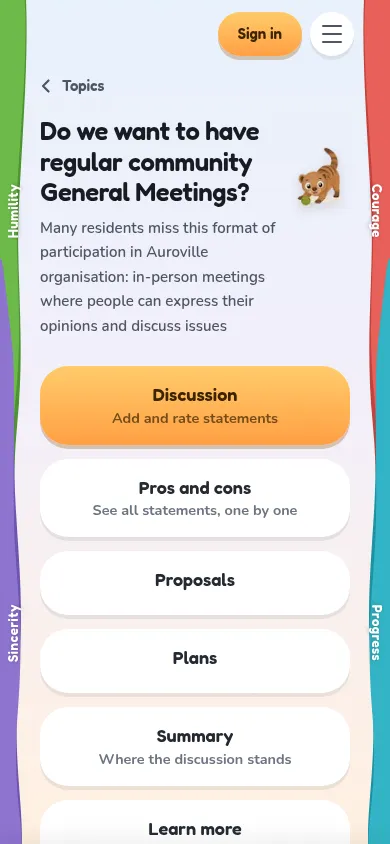 Sign in
Topics
Do we want to have
regular community
General Meetings?
Many residents miss this format of
participation in Auroville
organisation: in-person meetings
where people can express their
opinions and discuss issues
Humility
Courage
Discussion
Add and rate statements
Pros and cons
See all statements, one by one
Proposals
Plans
Sincerity
Progress
Summary
Where the discussion stands
Learn more